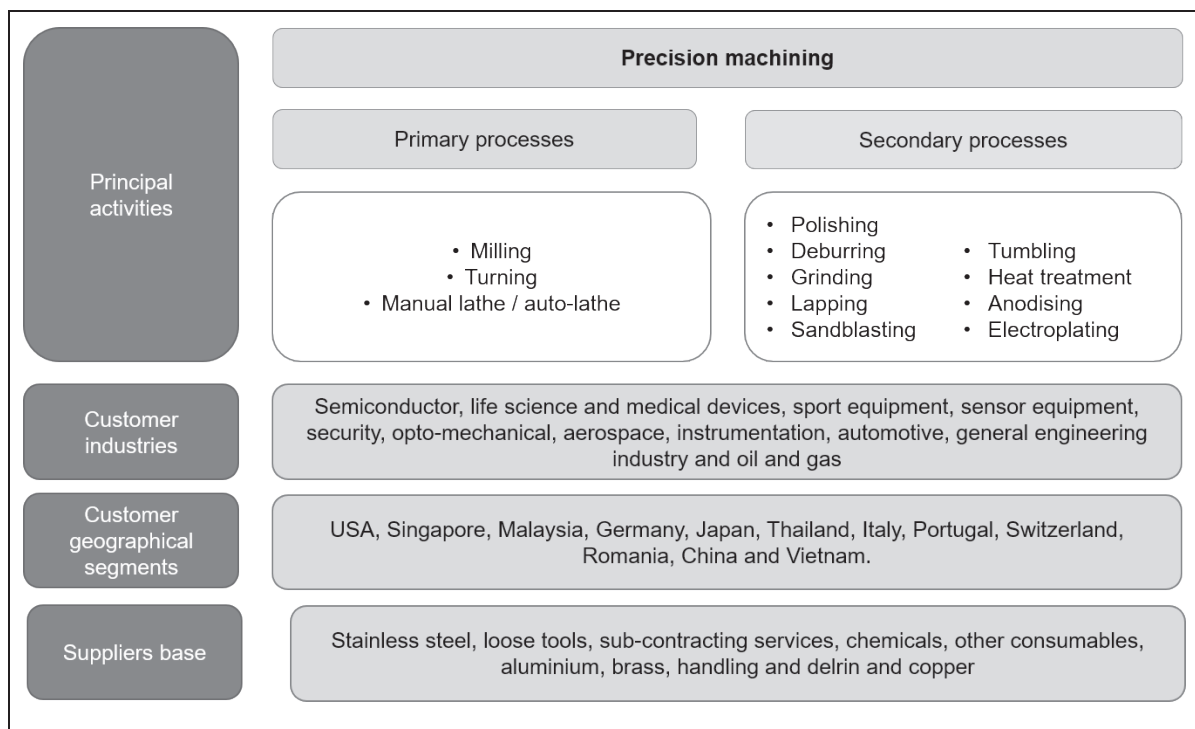 Principal
activities
Precision machining
Primary processes
Secondary processes
• Milling
• Turning
• Manual lathe / auto-lathe
• Polishing
• Deburring
• Grinding
• Lapping
• Sandblasting
• Tumbling
• Heat treatment
• Anodising
• Electroplating
Customer
industries
Semiconductor, life science and medical devices, sport equipment, sensor equipment,
security, opto-mechanical, aerospace, instrumentation, automotive, general engineering
industry and oil and gas
Customer
geographical
segments
USA, Singapore, Malaysia, Germany, Japan, Thailand, Italy, Portugal, Switzerland,
Romania, China and Vietnam.
Suppliers base
Stainless steel, loose tools, sub-contracting services, chemicals, other consumables,
aluminium, brass, handling and delrin and copper